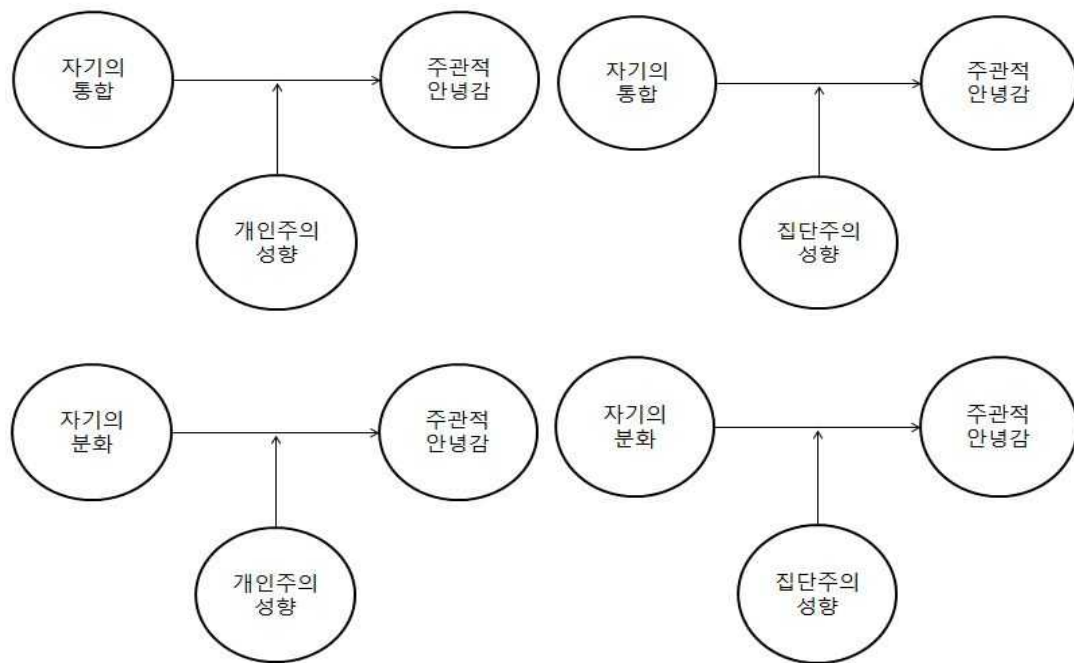 자기의
통합
주관적
안녕감
개인주의
성향
자기의
통합
주관적
안녕감
집단주의
성향
자기의
분화
주관적
안녕감
개인주의
성향
자기의
분화
주관적
안녕감
집단주의
성향